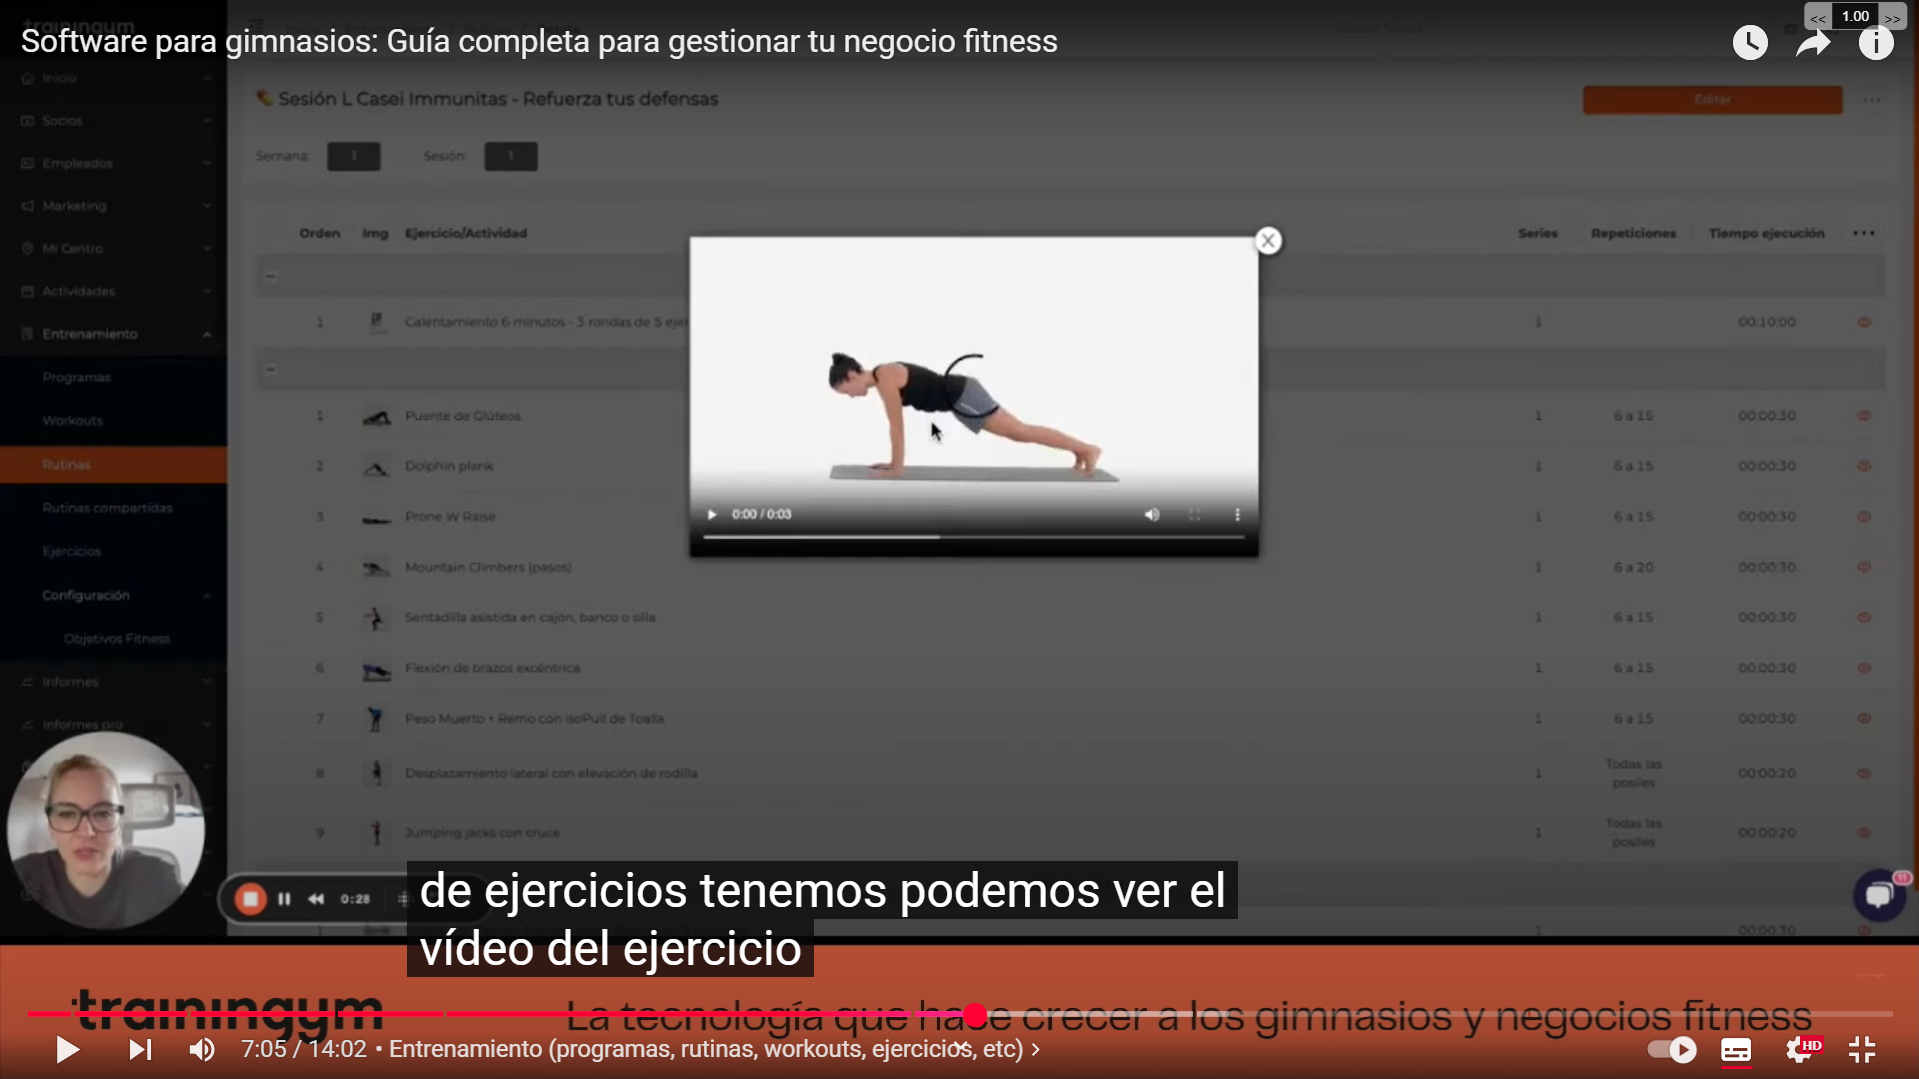 trainingym
<< 1.00 >>
Software para gimnasios: Guía completa para gestionar tu negocio fitness
Inicio
Socios
Empleados
Marketing
Mi Centro
Actividades
Entrenamiento
Programas
Workouts
Rutinas
Rutinas compartidas
Ejercicios
Configuración
Objetivos Fitness
Informes
Informes pro
Sesión L Casei Immunitas - Refuerza tus defensas
Editar
Semana: 1 Sesión: 1
Orden Img Ejercicio/Actividad Series Repeticiones Tiempo ejecución
1 Calentamiento 6 minutos - 3 rondas de 5 ejer 1 00:10:00
1 Puente de Glúteos 1 6 a 15 00:00:30
2 Dolphin plank 1 6 a 15 00:00:30
3 Prone W Raise 1 6 a 15 00:00:30
4 Mountain Climbers (pasos) 1 6 a 20 00:00:30
5 Sentadilla asistida en cajón, banco o silla 1 6 a 15 00:00:30
6 Flexión de brazos excéntrica 1 6 a 15 00:00:30
7 Peso Muerto + Remo con isoPull de Toalla 1 6 a 15 00:00:30
8 Desplazamiento lateral con elevación de rodilla 1 Todas las posiles 00:00:20
9 Jumping jacks con cruce 1 Todas las posiles 00:00:20
1 1 00:00:30
0:00 / 0:03
0:28
11
de ejercicios tenemos podemos ver el
vídeo del ejercicio
trainingym
La tecnología que hace crecer a los gimnasios y negocios fitness
7:05 / 14:02 • Entrenamiento (programas, rutinas, workouts, ejercicios, etc) >
HD